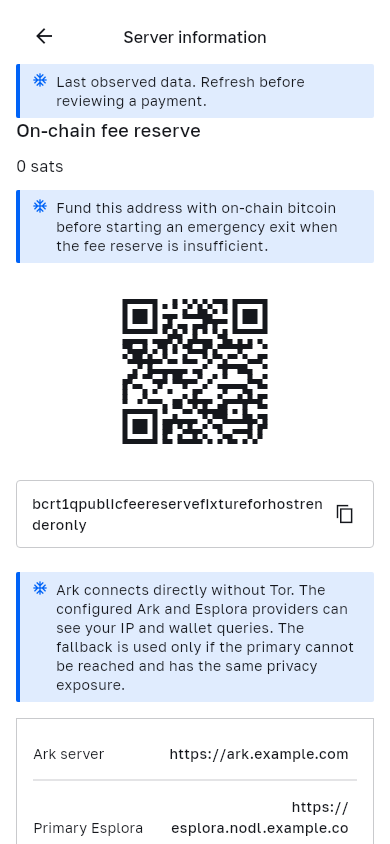 Server information
Last observed data. Refresh before
reviewing a payment.
On-chain fee reserve
0 sats
Fund this address with on-chain bitcoin
before starting an emergency exit when
the fee reserve is insufficient.
bcrt1qpublicfeereservefixtureforhostren
deronly
Ark connects directly without Tor. The
configured Ark and Esplora providers can
see your IP and wallet queries. The
fallback is used only if the primary cannot
be reached and has the same privacy
exposure.
Ark server https://ark.example.com
https://
Primary Esplora esplora.nodl.example.co